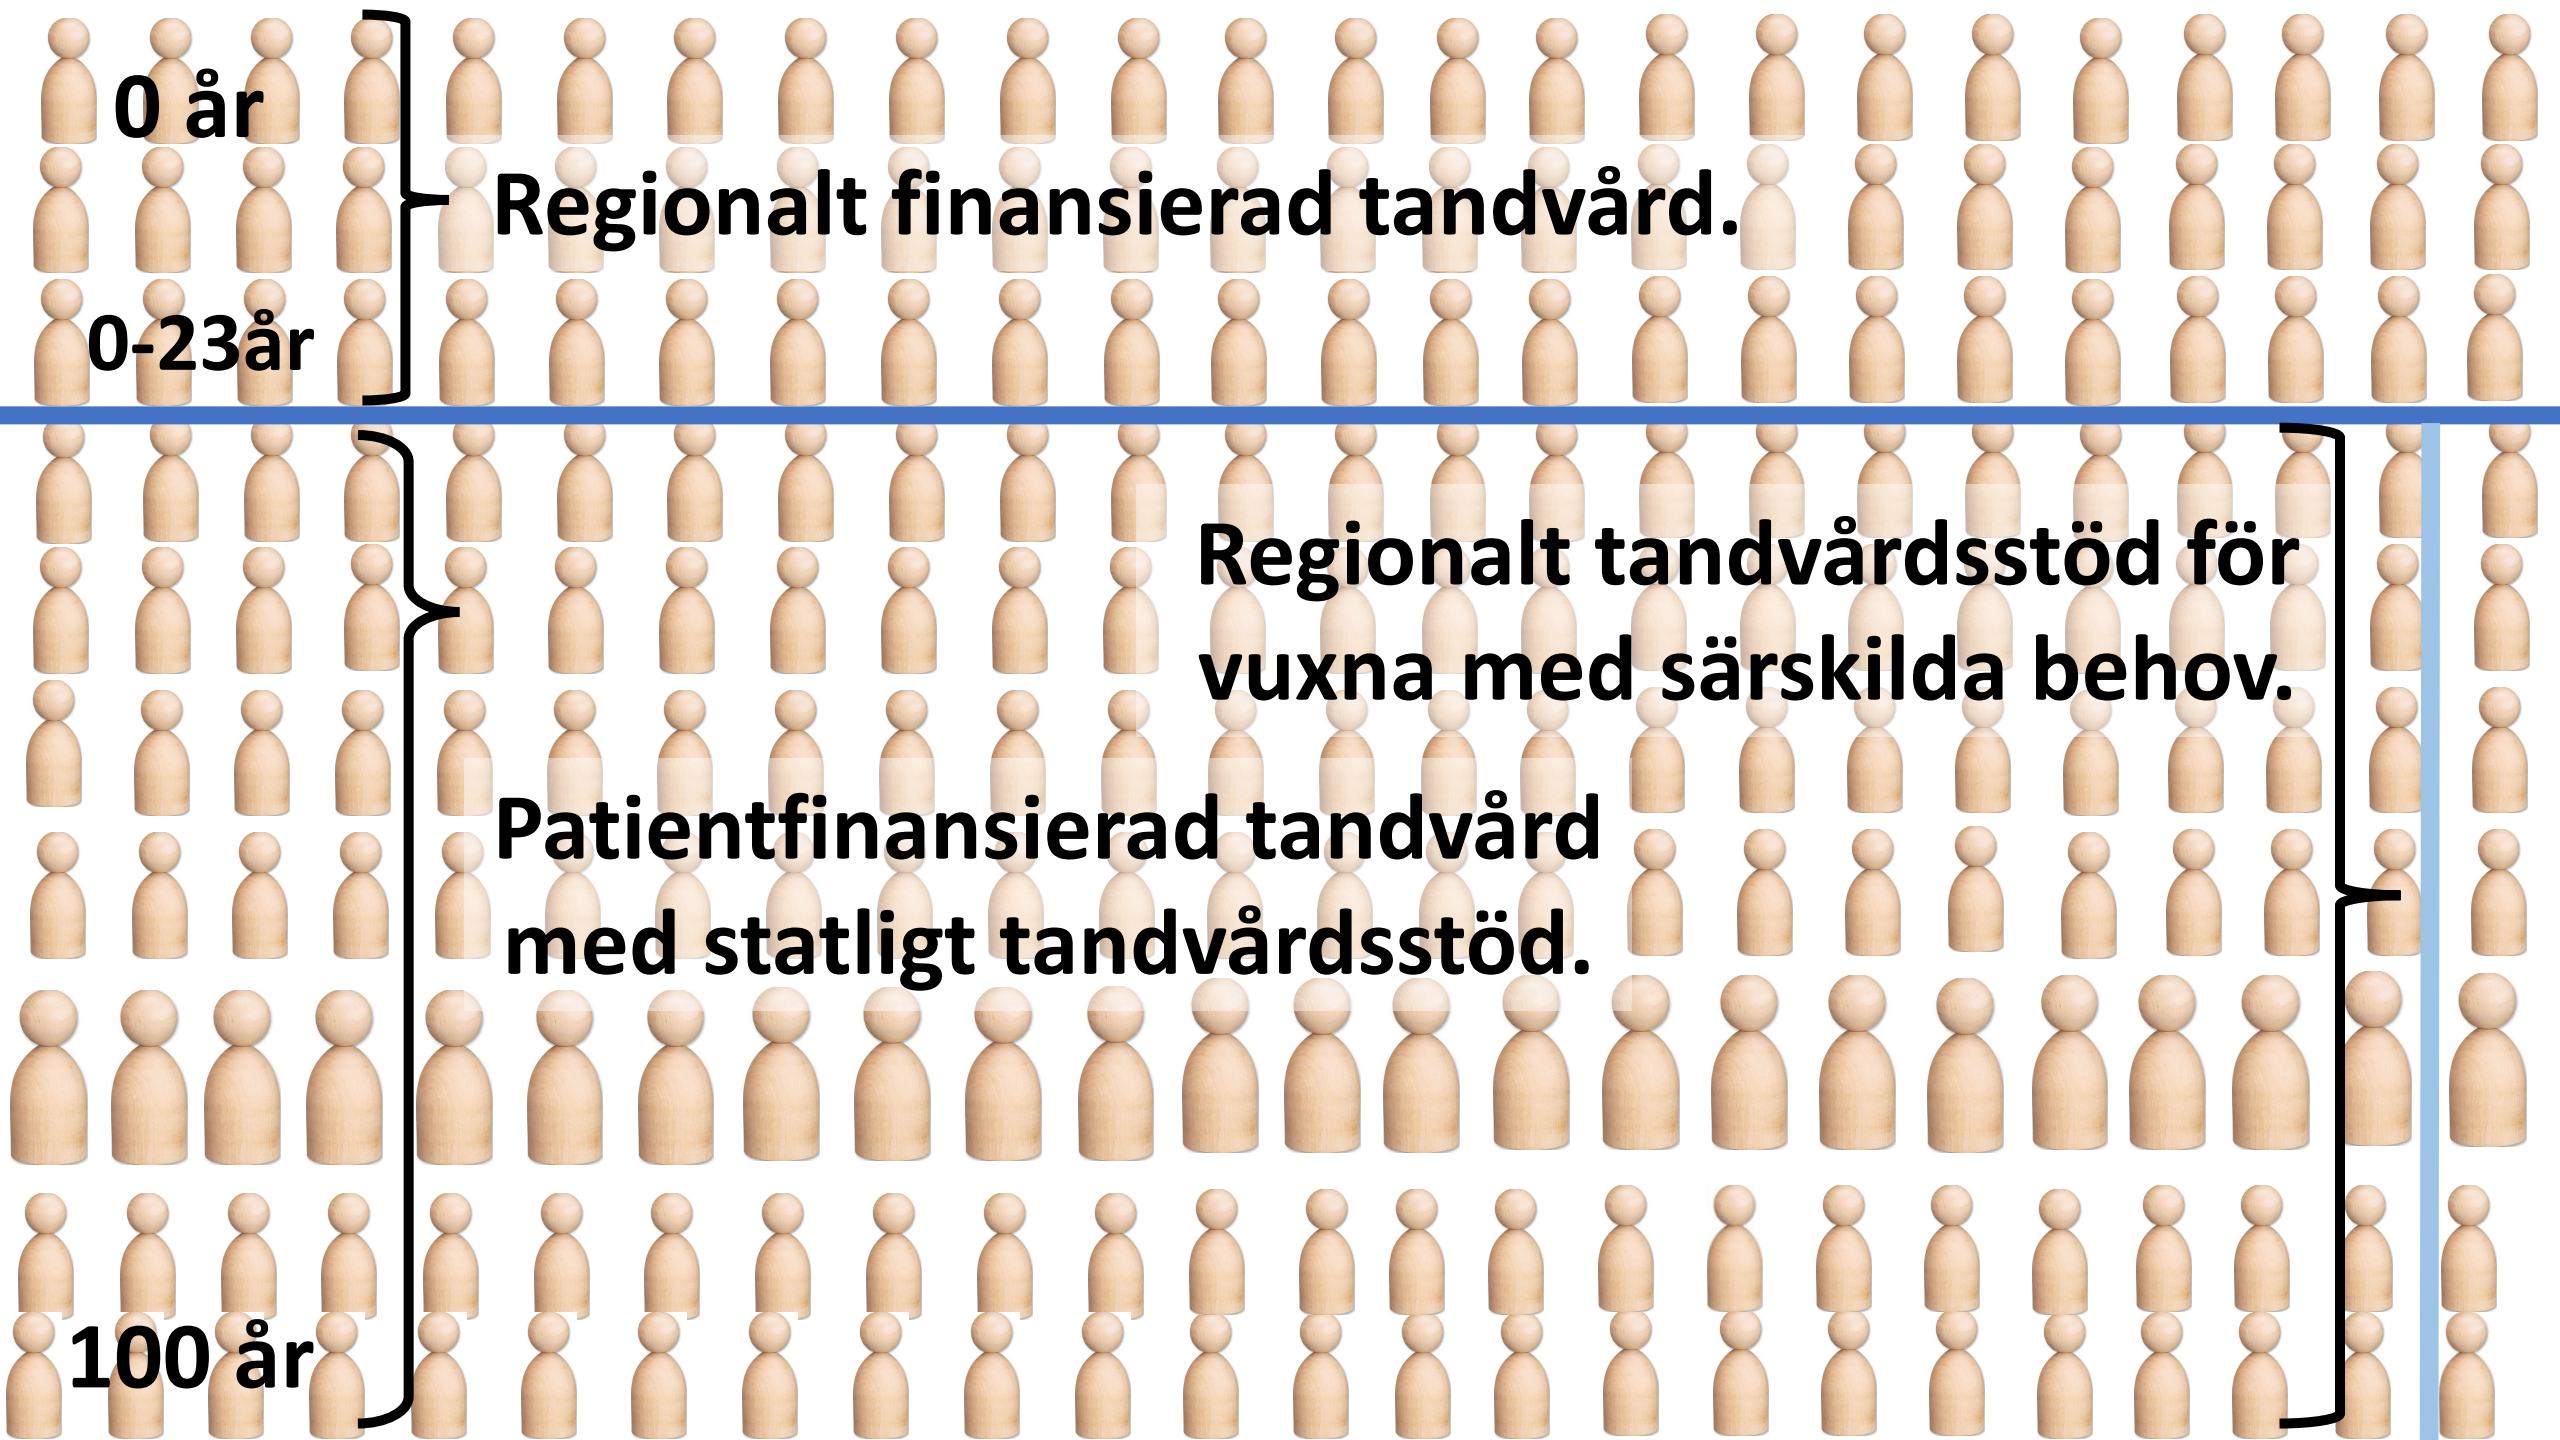 0 år
Regionalt finansierad tandvård.
0-23år
Regionalt tandvårdsstöd för
vuxna med särskilda behov.
Patientfinansierad tandvård
med statligt tandvårdsstöd.
100 år